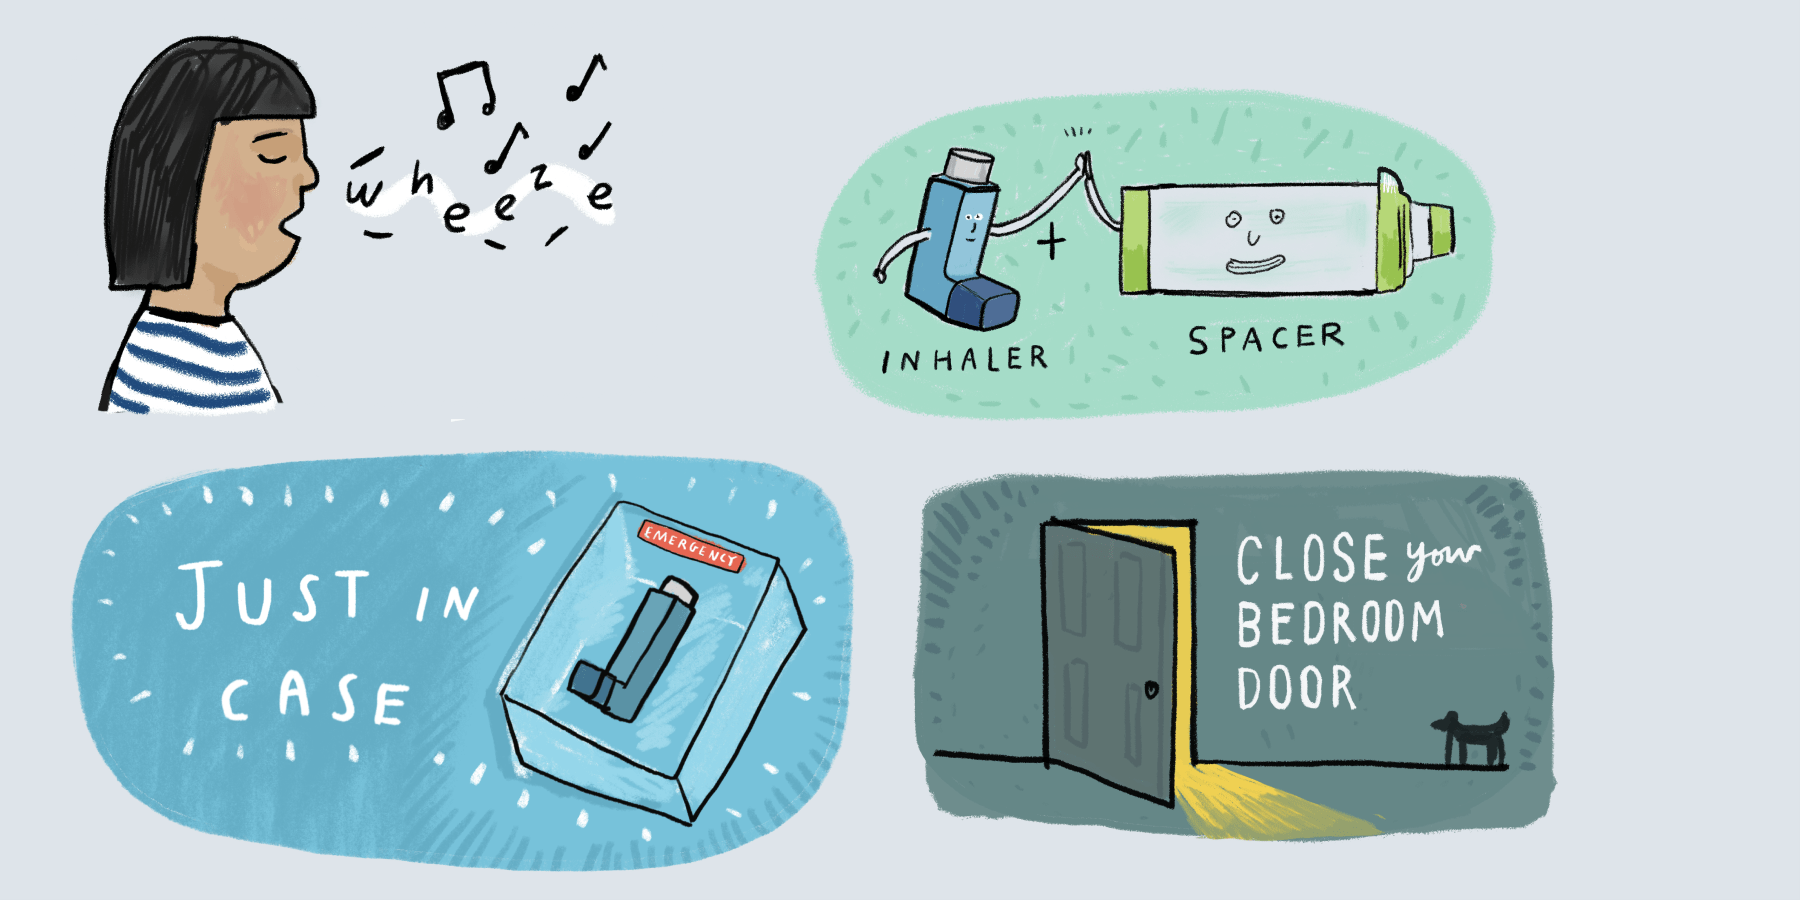 wheeze
INHALER
+
SPACER
JUST IN
CASE
EMERGENCY
CLOSE your
BEDROOM
DOOR